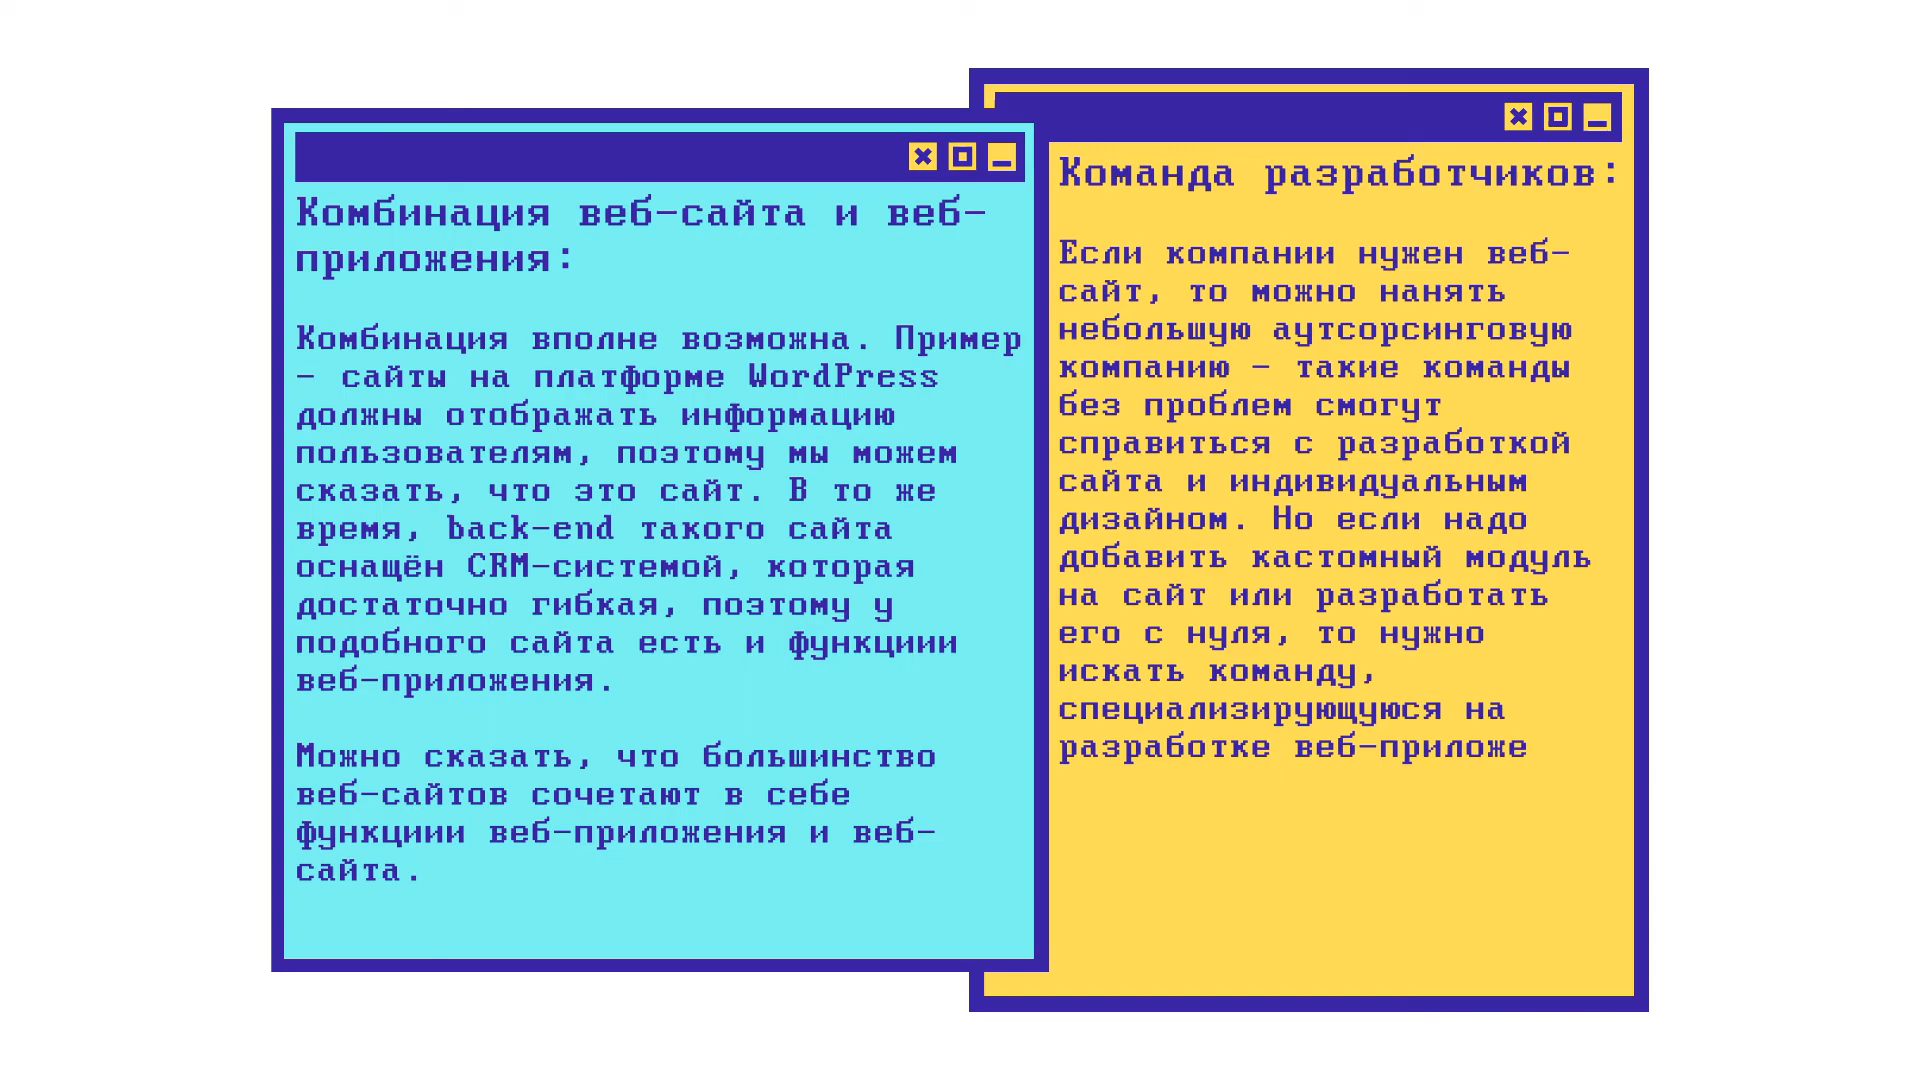 Комбинация веб-сайта и веб-
приложения:
Комбинация вполне возможна. Пример
- сайты на платформе WordPress
должны отображать информацию
пользователям, поэтому мы можем
сказать, что это сайт. В то же
время, back-end такого сайта
оснащён CRM-системой, которая
достаточно гибкая, поэтому у
подобного сайта есть и функциии
веб-приложения.
Можно сказать, что большинство
веб-сайтов сочетают в себе
функциии веб-приложения и веб-
сайта.
Команда разработчиков:
Если компании нужен веб-
сайт, то можно нанять
небольшую аутсорсинговую
компанию - такие команды
без проблем смогут
справиться с разработкой
сайта и индивидуальным
дизайном. Но если надо
добавить кастомный модуль
на сайт или разработать
его с нуля, то нужно
искать команду,
специализирующуюся на
разработке веб-приложе